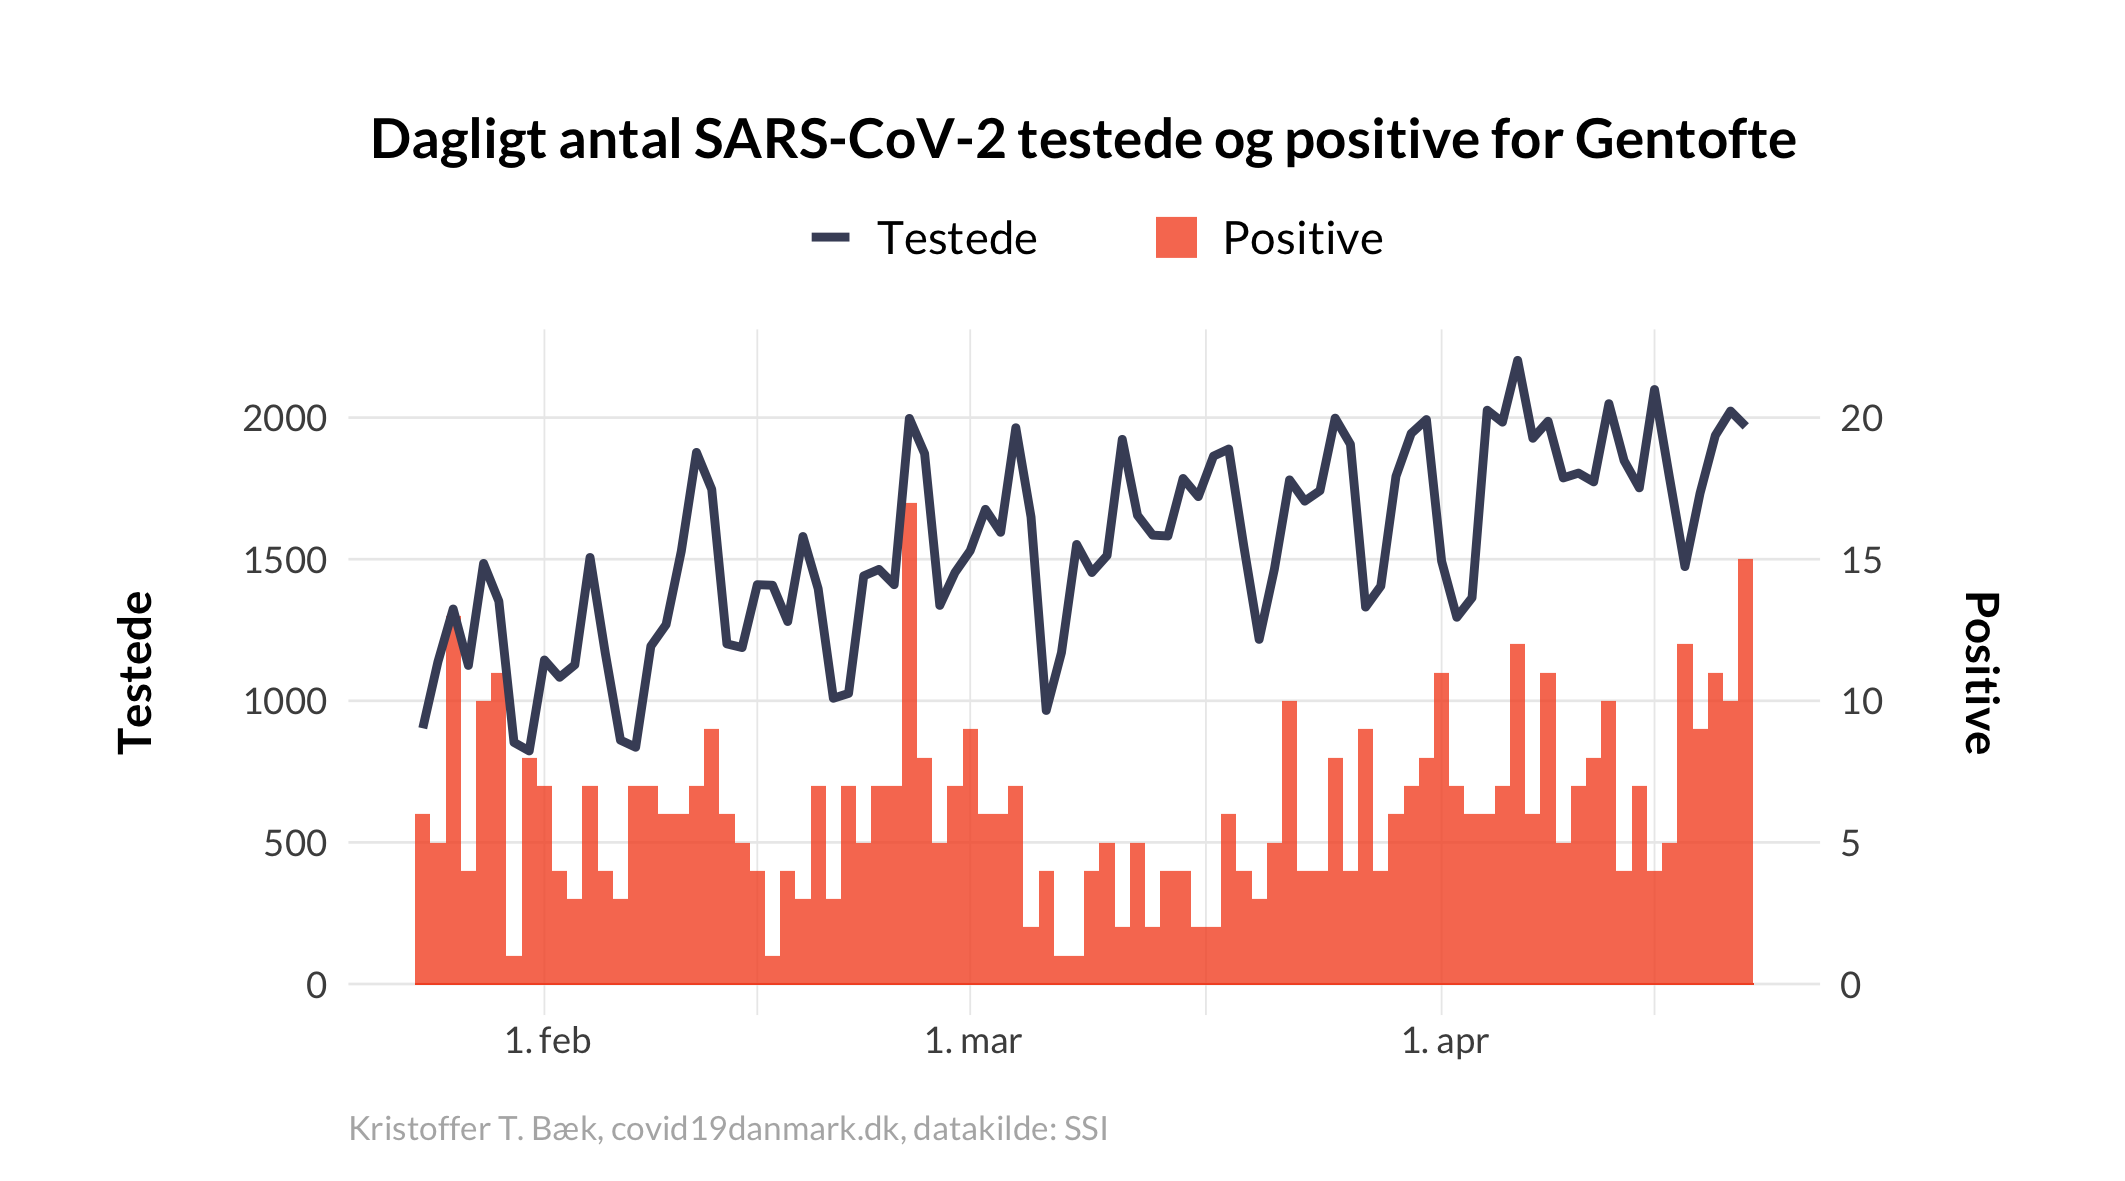 Dagligt antal SARS-CoV-2 testede og positive for Gentofte
Testede Positive
2000 20
1500 15
1000 10
500 5
0 0
Testede
Positive
1. feb 1. mar 1. apr
Kristoffer T. Bæk, covid19danmark.dk, datakilde: SSI